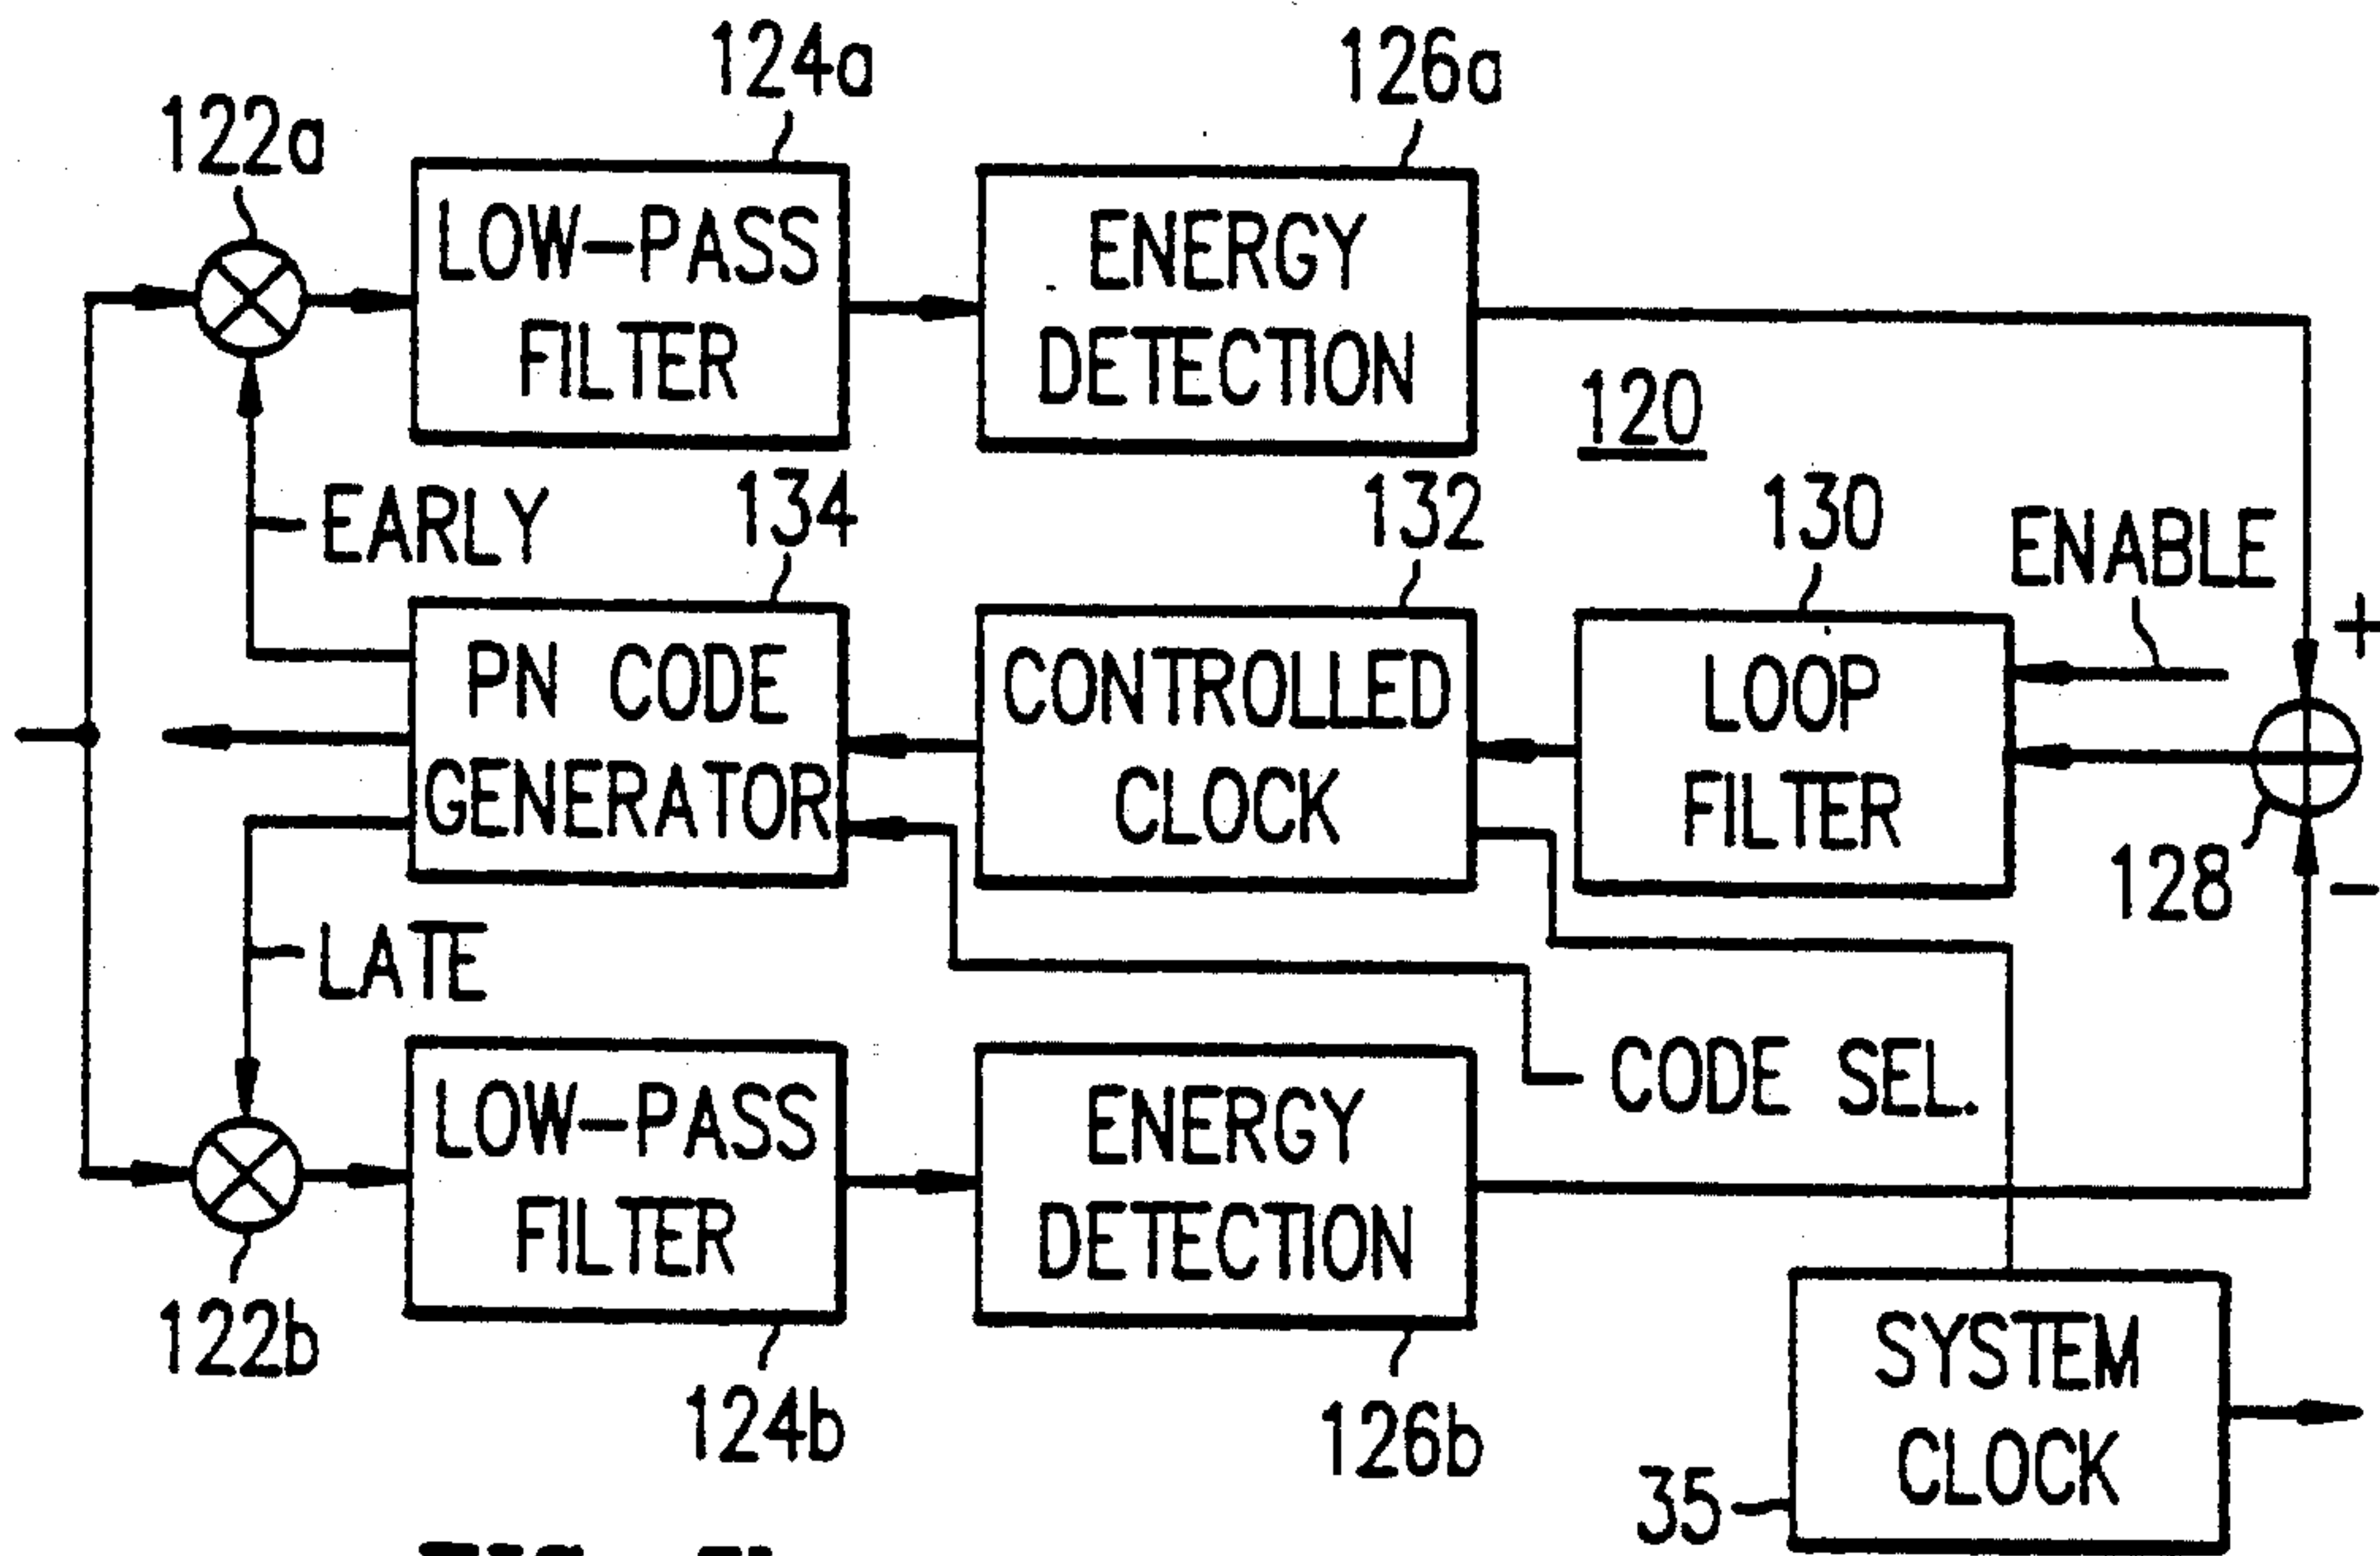 124a
126a
122a
LOW-PASS
FILTER
ENERGY
DETECTION
120
EARLY
134
132
130
ENABLE
+
PN CODE
GENERATOR
CONTROLLED
CLOCK
LOOP
FILTER
128
-
LATE
CODE SEL.
LOW-PASS
FILTER
ENERGY
DETECTION
122b
124b
126b
SYSTEM
CLOCK
35